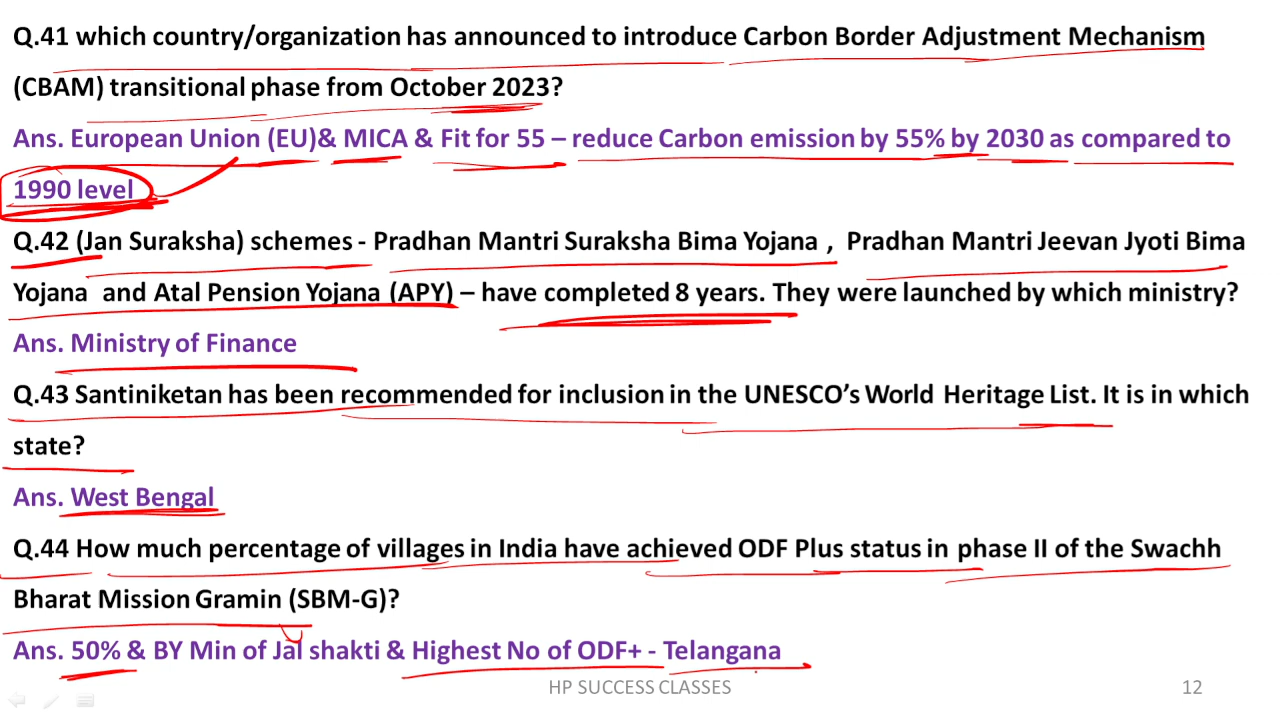 Q.41 which country/organization has announced to introduce Carbon Border Adjustment Mechanism
(CBAM) transitional phase from October 2023?
Ans. European Union (EU)& MICA & Fit for 55 – reduce Carbon emission by 55% by 2030 as compared to
1990 level
Q.42 (Jan Suraksha) schemes - Pradhan Mantri Suraksha Bima Yojana , Pradhan Mantri Jeevan Jyoti Bima
Yojana and Atal Pension Yojana (APY) – have completed 8 years. They were launched by which ministry?
Ans. Ministry of Finance
Q.43 Santiniketan has been recommended for inclusion in the UNESCO’s World Heritage List. It is in which
state?
Ans. West Bengal
Q.44 How much percentage of villages in India have achieved ODF Plus status in phase II of the Swachh
Bharat Mission Gramin (SBM-G)?
Ans. 50% & BY Min of Jal shakti & Highest No of ODF+ - Telangana
HP SUCCESS CLASSES
12